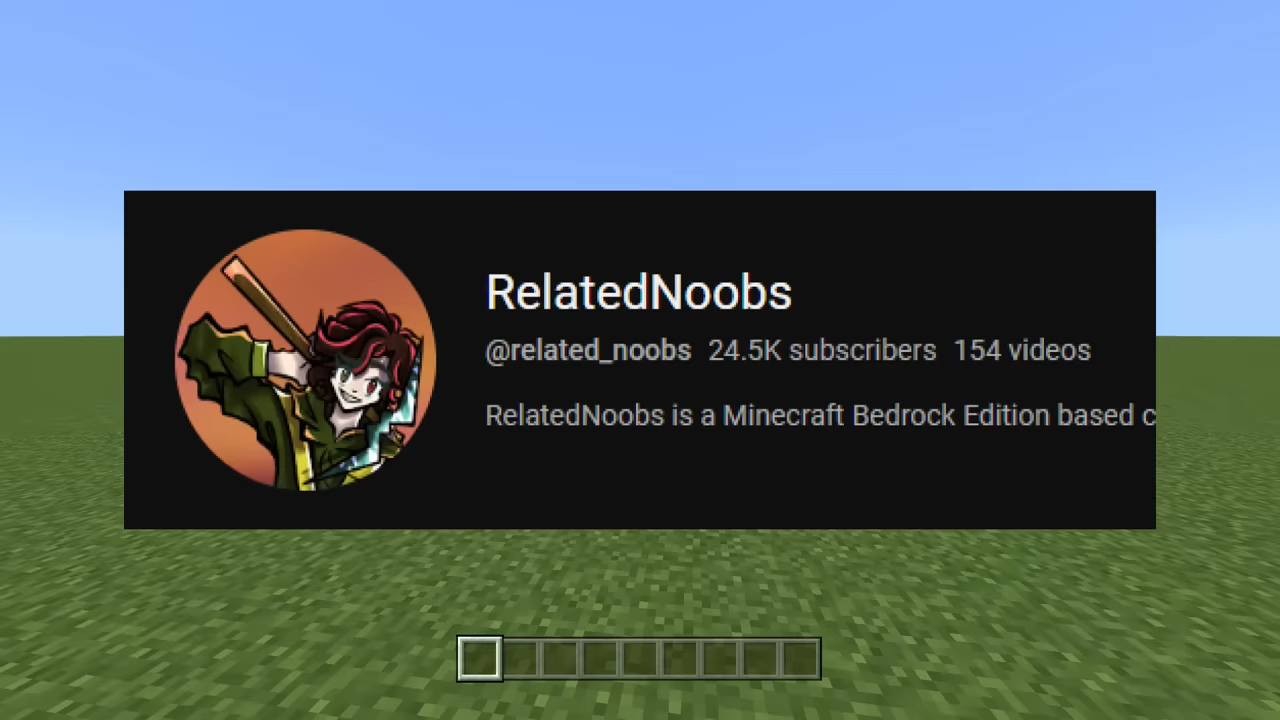 RelatedNoobs
@related_noobs 24.5K subscribers 154 videos
RelatedNoobs is a Minecraft Bedrock Edition based c